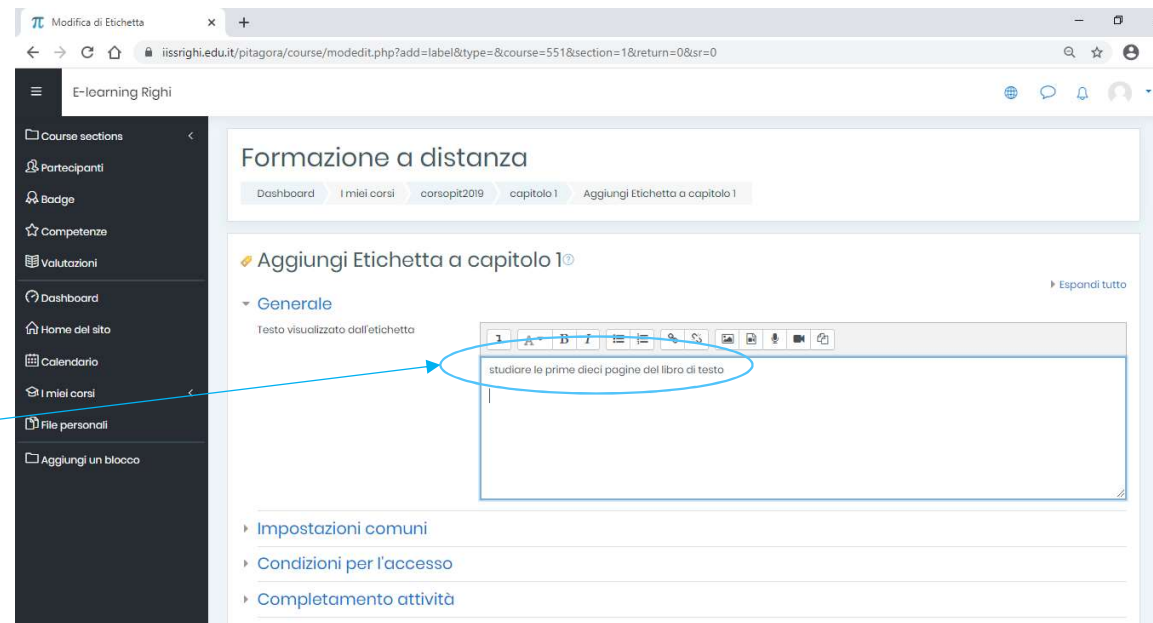 Modifica di Etichetta
iissrighi.edu.it/pitagora/course/modedit.php?add=label&type=&course=551&section=1&return=0&sr=0
E-learning Righi
Course sections
Partecipanti
Badge
Competenze
Valutazioni
Dashboard
Home del sito
Calendario
I miei corsi
File personali
Aggiungi un blocco
Formazione a distanza
Dashboard I miei corsi corsopit2019 capitolo 1 Aggiungi Etichetta a capitolo 1
Aggiungi Etichetta a capitolo 1
Espandi tutto
Generale
Testo visualizzato dall'etichetta
studiare le prime dieci pagine del libro di testo
Impostazioni comuni
Condizioni per l'accesso
Completamento attività